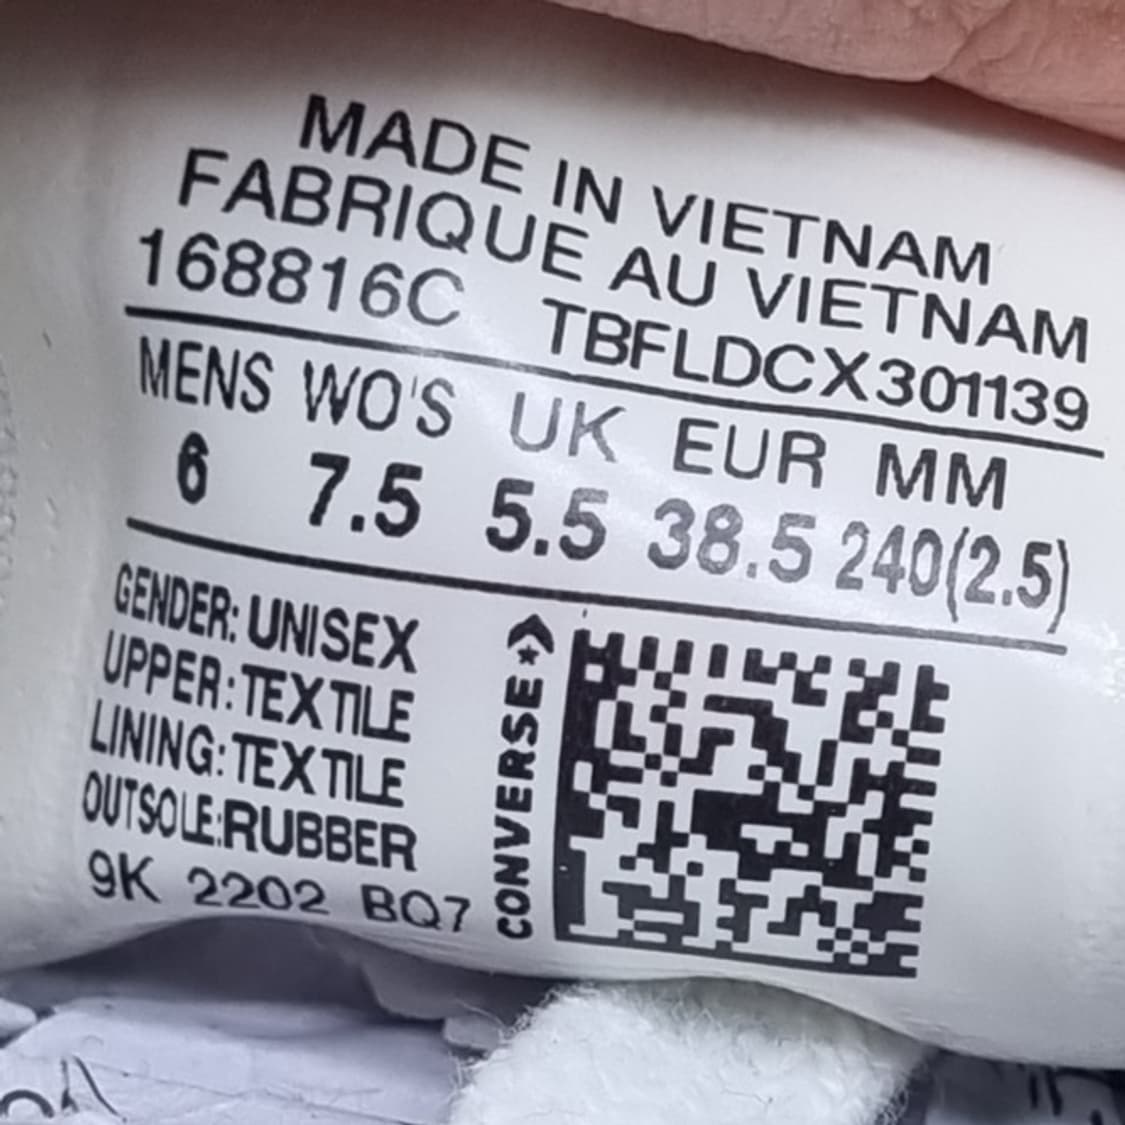 MADE IN VIETNAM
FABRIQUE AU VIETNAM
168816C TBFLDCX301139
MENS WO'S UK EUR MM
6 7.5 5.5 38.5 240(2.5)
GENDER: UNISEX
UPPER: TEXTILE
LINING: TEXTILE
OUTSOLE:RUBBER
9K 2202 BQ7
CONVERSE